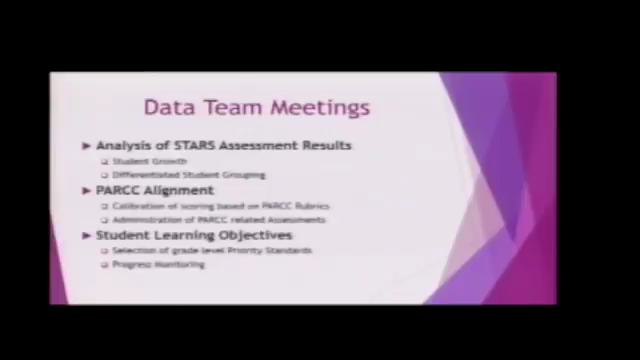 Data Team Meetings
Analysis of STARS Assessment Results
Student Growth
Differentiated Student Grouping
PARCC Alignment
Calibration of scoring based on PARCC Rubrics
Administration of PARCC related Assessments
Student Learning Objectives
Selection of grade level Priority Standards
Progress Monitoring